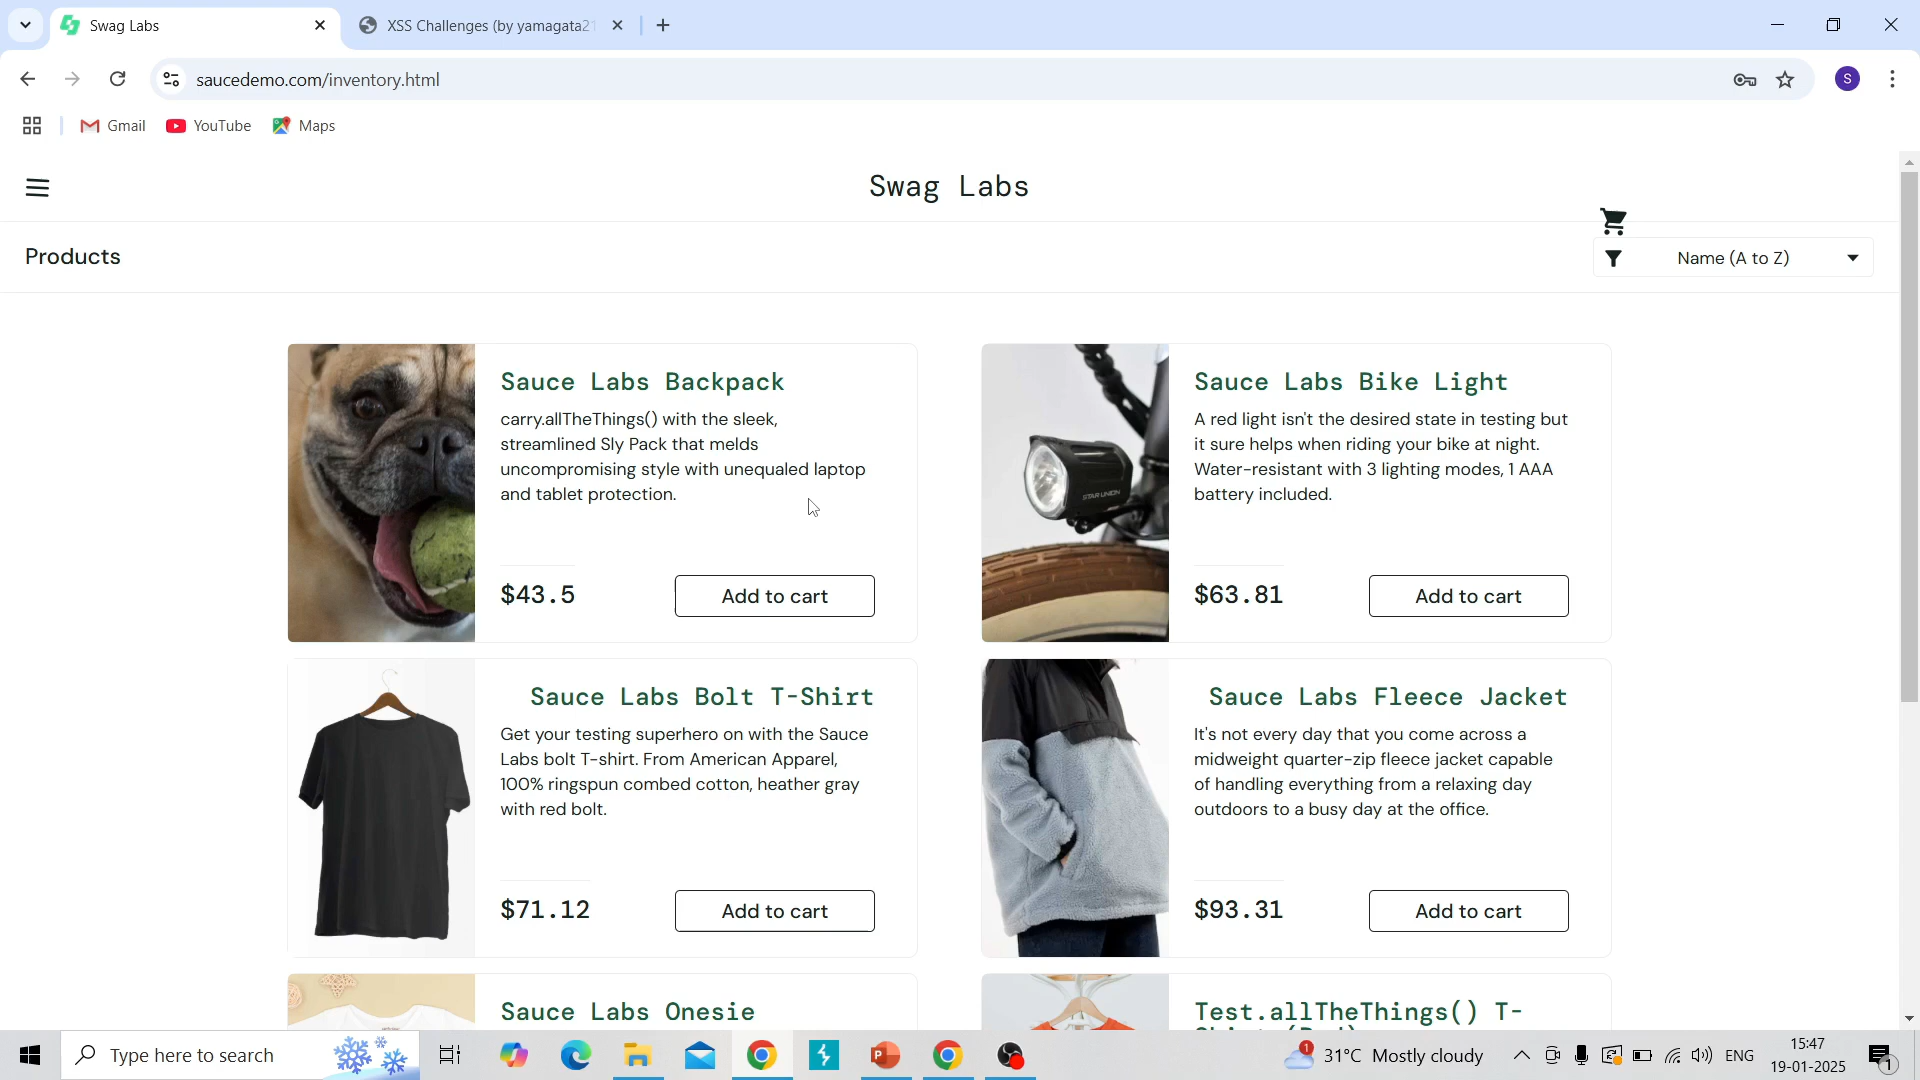 Swag Labs
XSS Challenges (by yamagata21
saucedemo.com/inventory.html
S
Gmail
YouTube
Maps
Swag Labs
Products
Name (A to Z)
Sauce Labs Backpack
carry.allTheThings() with the sleek,
streamlined Sly Pack that melds
uncompromising style with unequaled laptop
and tablet protection.
$43.5
Add to cart
STAR UNION
Sauce Labs Bike Light
A red light isn't the desired state in testing but
it sure helps when riding your bike at night.
Water-resistant with 3 lighting modes, 1 AAA
battery included.
$63.81
Add to cart
Sauce Labs Bolt T-Shirt
Get your testing superhero on with the Sauce
Labs bolt T-shirt. From American Apparel,
100% ringspun combed cotton, heather gray
with red bolt.
$71.12
Add to cart
Sauce Labs Fleece Jacket
It's not every day that you come across a
midweight quarter-zip fleece jacket capable
of handling everything from a relaxing day
outdoors to a busy day at the office.
$93.31
Add to cart
Sauce Labs Onesie
Test.allTheThings() T-
Type here to search
1
31°C Mostly cloudy
ENG
15:47
19-01-2025
1